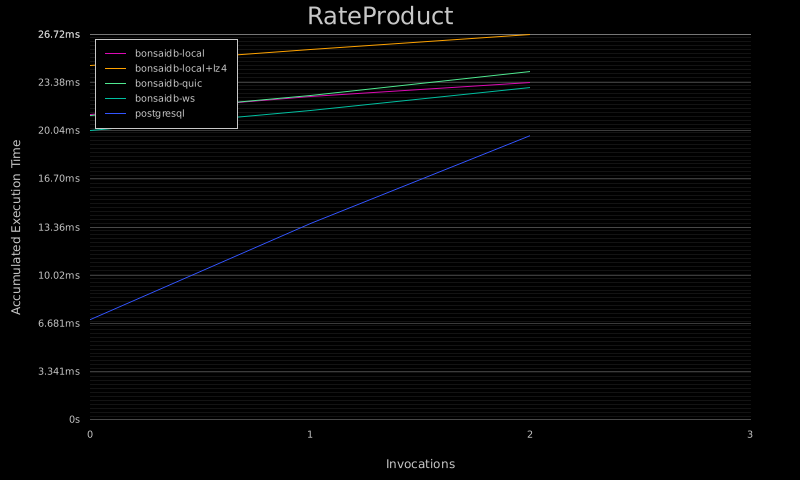 RateProduct
26.72ms
23.38ms
20.04ms
16.70ms
13.36ms
10.02ms
6.681ms
3.341ms
0s
bonsaidb-local
bonsaidb-local+lz4
bonsaidb-quic
bonsaidb-ws
postgresql
Accumulated Execution Time
0 1 2 3
Invocations